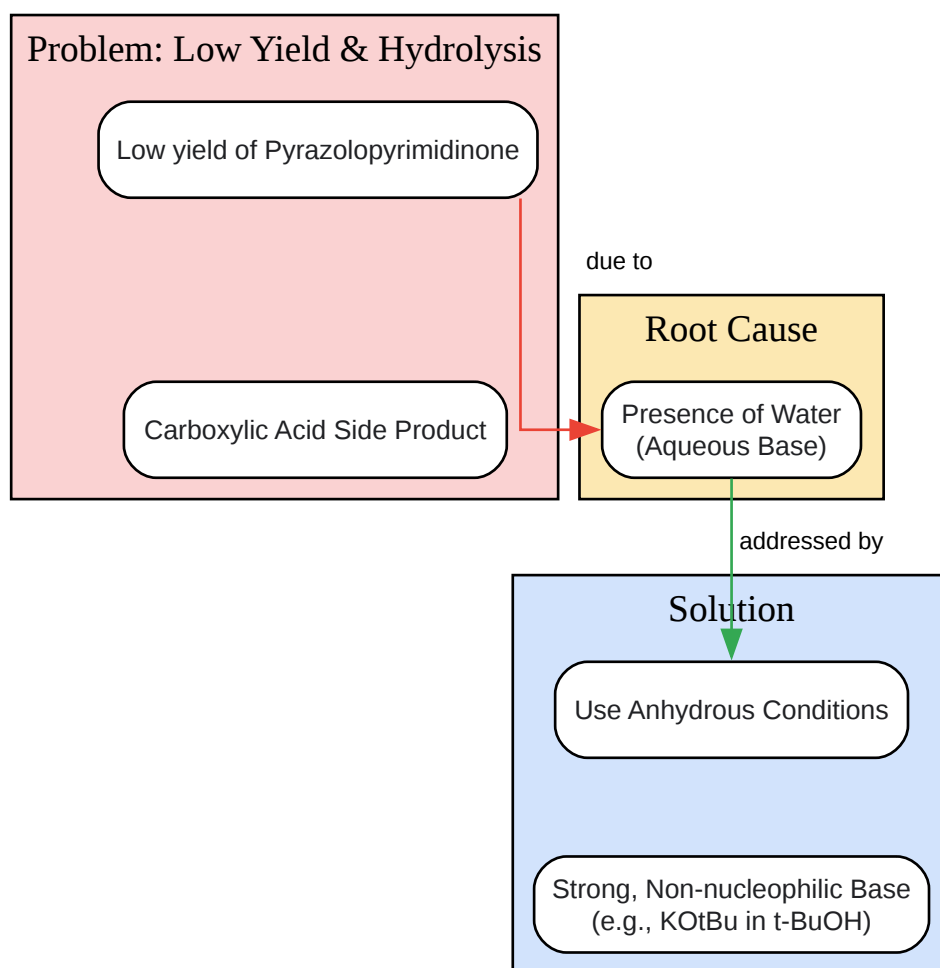 Problem: Low Yield & Hydrolysis
Low yield of Pyrazolopyrimidinone
due to
Root Cause
Carboxylic Acid Side Product
Presence of Water
(Aqueous Base)
addressed by
Solution
Use Anhydrous Conditions
Strong, Non-nucleophilic Base
(e.g., KOtBu in t-BuOH)